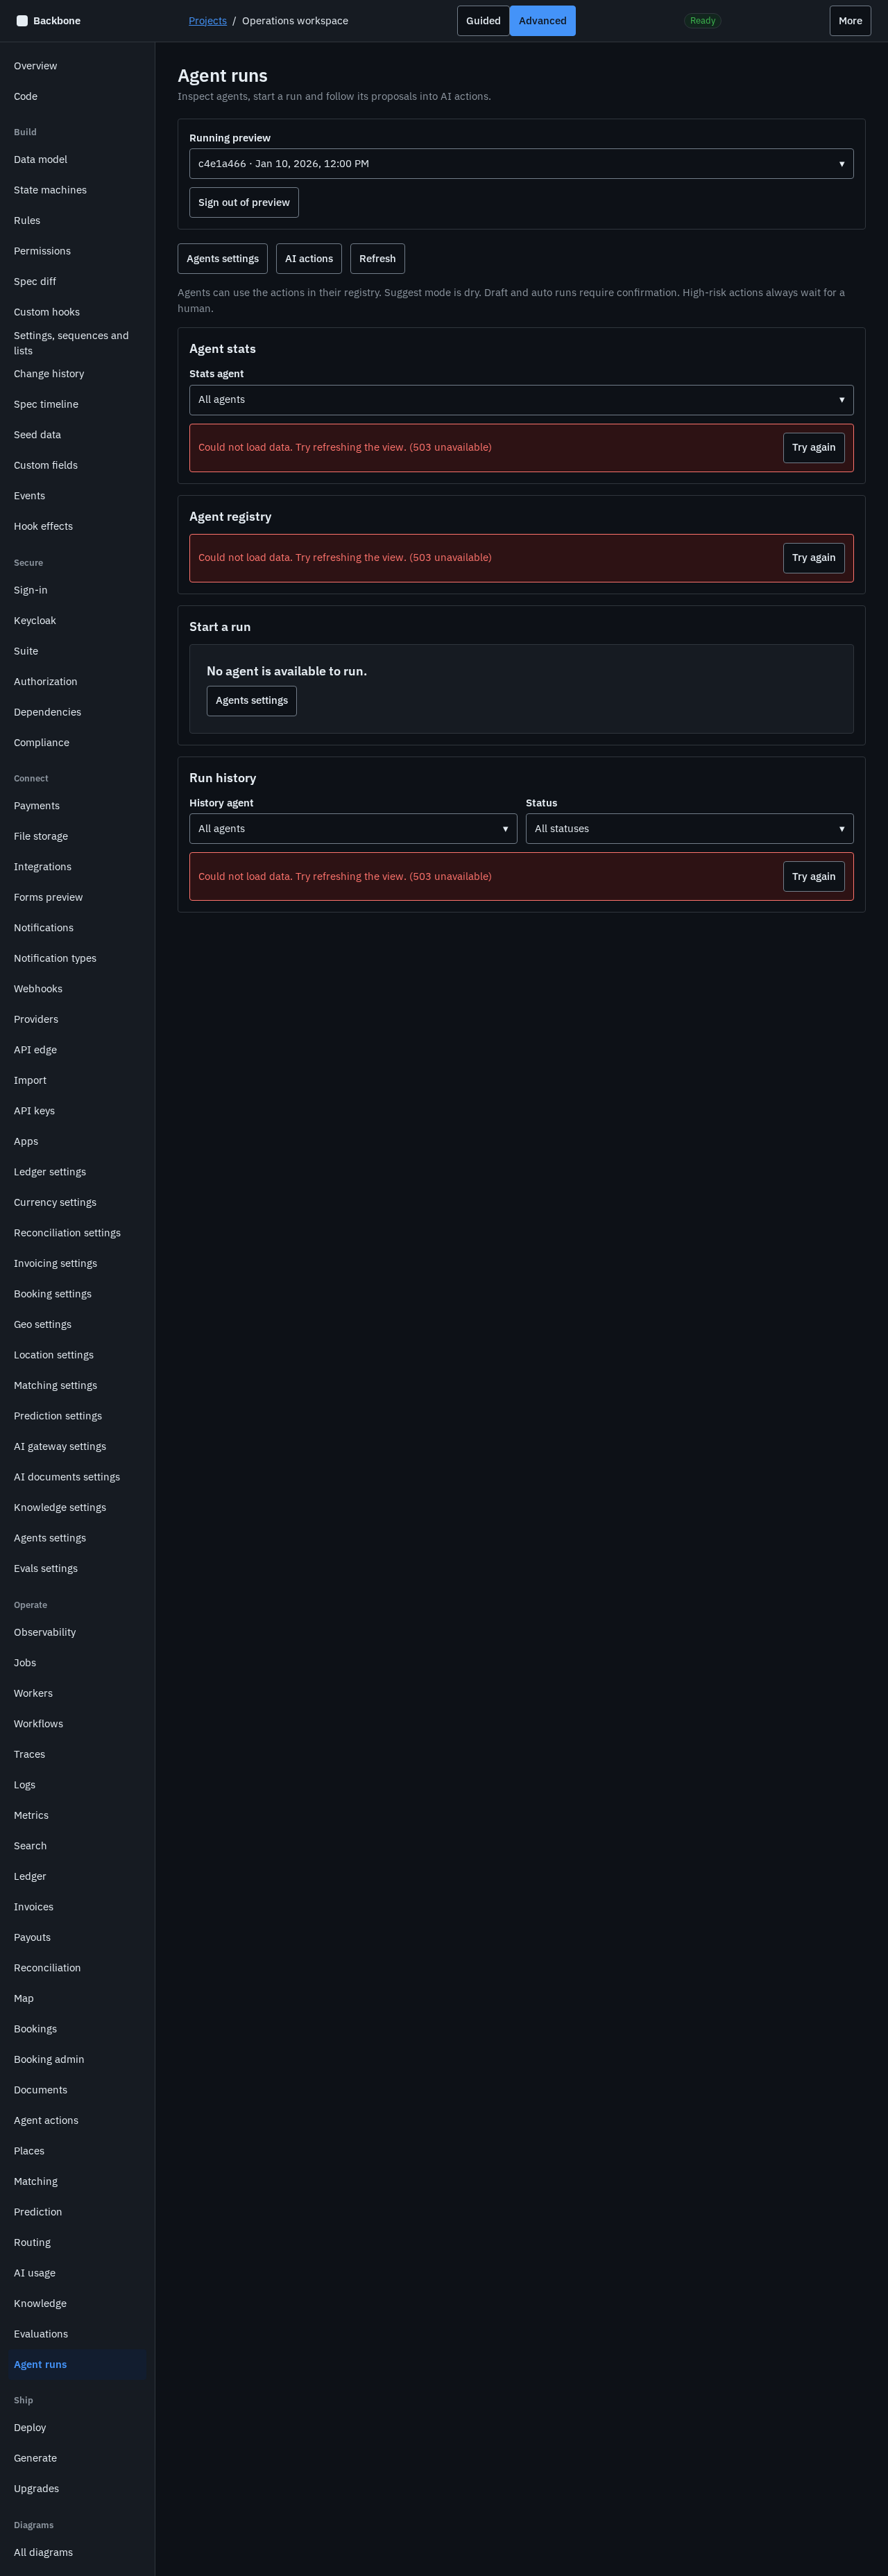 Backbone
Projects / Operations workspace
Guided
Advanced
Ready
More
Overview
Code
Build
Data model
State machines
Rules
Permissions
Spec diff
Custom hooks
Settings, sequences and
lists
Change history
Spec timeline
Seed data
Custom fields
Events
Hook effects
Secure
Sign-in
Keycloak
Suite
Authorization
Dependencies
Compliance
Connect
Payments
File storage
Integrations
Forms preview
Notifications
Notification types
Webhooks
Providers
API edge
Import
API keys
Apps
Ledger settings
Currency settings
Reconciliation settings
Invoicing settings
Booking settings
Geo settings
Location settings
Matching settings
Prediction settings
AI gateway settings
AI documents settings
Knowledge settings
Agents settings
Evals settings
Operate
Observability
Jobs
Workers
Workflows
Traces
Logs
Metrics
Search
Ledger
Invoices
Payouts
Reconciliation
Map
Bookings
Booking admin
Documents
Agent actions
Places
Matching
Prediction
Routing
AI usage
Knowledge
Evaluations
Agent runs
Ship
Deploy
Generate
Upgrades
Diagrams
All diagrams
Agent runs
Inspect agents, start a run and follow its proposals into AI actions.
Running preview
c4e1a466 · Jan 10, 2026, 12:00 PM
Sign out of preview
Agents settings
AI actions
Refresh
Agents can use the actions in their registry. Suggest mode is dry. Draft and auto runs require confirmation. High-risk actions always wait for a
human.
Agent stats
Stats agent
All agents
Could not load data. Try refreshing the view. (503 unavailable)
Try again
Agent registry
Could not load data. Try refreshing the view. (503 unavailable)
Try again
Start a run
No agent is available to run.
Agents settings
Run history
History agent
Status
All agents
All statuses
Could not load data. Try refreshing the view. (503 unavailable)
Try again